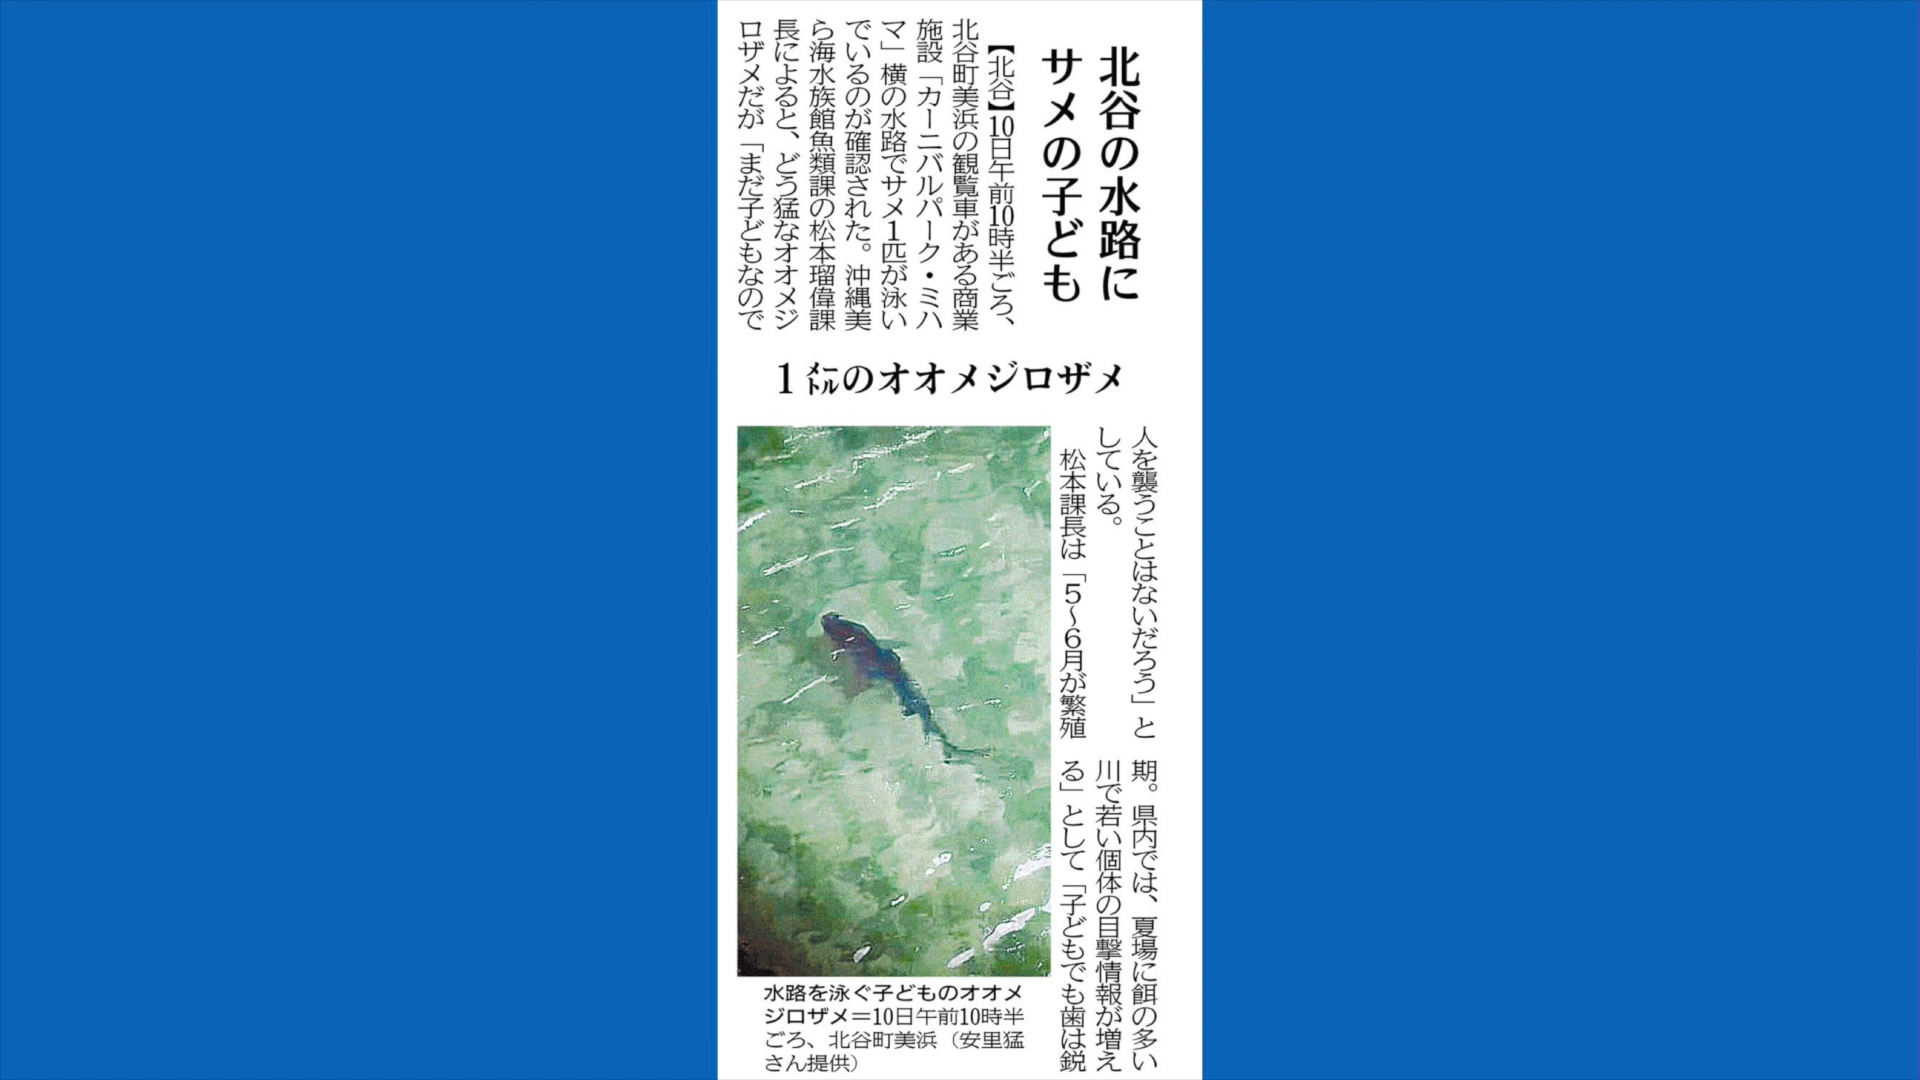 北谷の水路に
サメの子ども
【北谷】10日午前10時半ごろ、
北谷町美浜の観覧車がある商業
施設「カーニバルパーク・ミハ
マ」横の水路でサメ1匹が泳い
でいるのが確認された。沖縄美
ら海水族館魚類課の松本瑠偉課
長によると、どう猛なオオメジ
ロザメだが「まだ子どもなので
1㍍のオオメジロザメ
人を襲うことはないだろう」と
している。
松本課長は「5〜6月が繁殖
期。県内では、夏場に餌の多い
川で若い個体の目撃情報が増え
る」として「子どもでも歯は鋭
水路を泳ぐ子どものオオメ
ジロザメ＝10日午前10時半
ごろ、北谷町美浜（安里猛
さん提供）